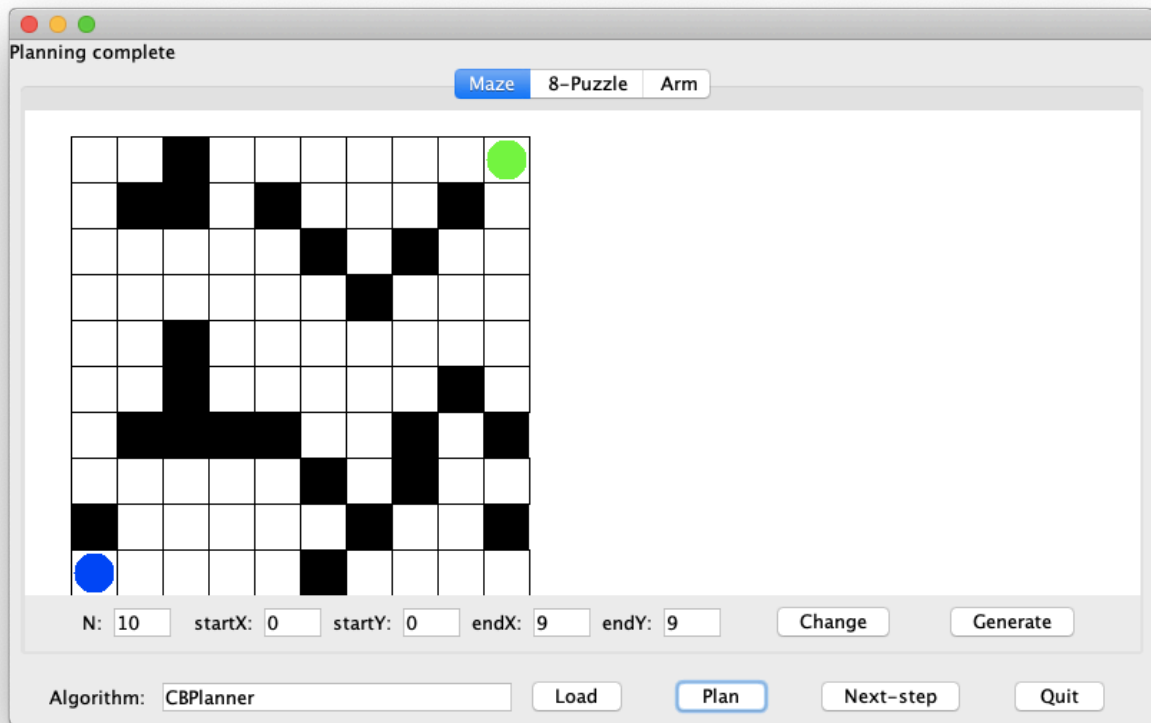 Planning complete
Maze 8-Puzzle Arm
N: 10 startX: 0 startY: 0 endX: 9 endY: 9 Change Generate
Algorithm: CBPlanner Load Plan Next-step Quit